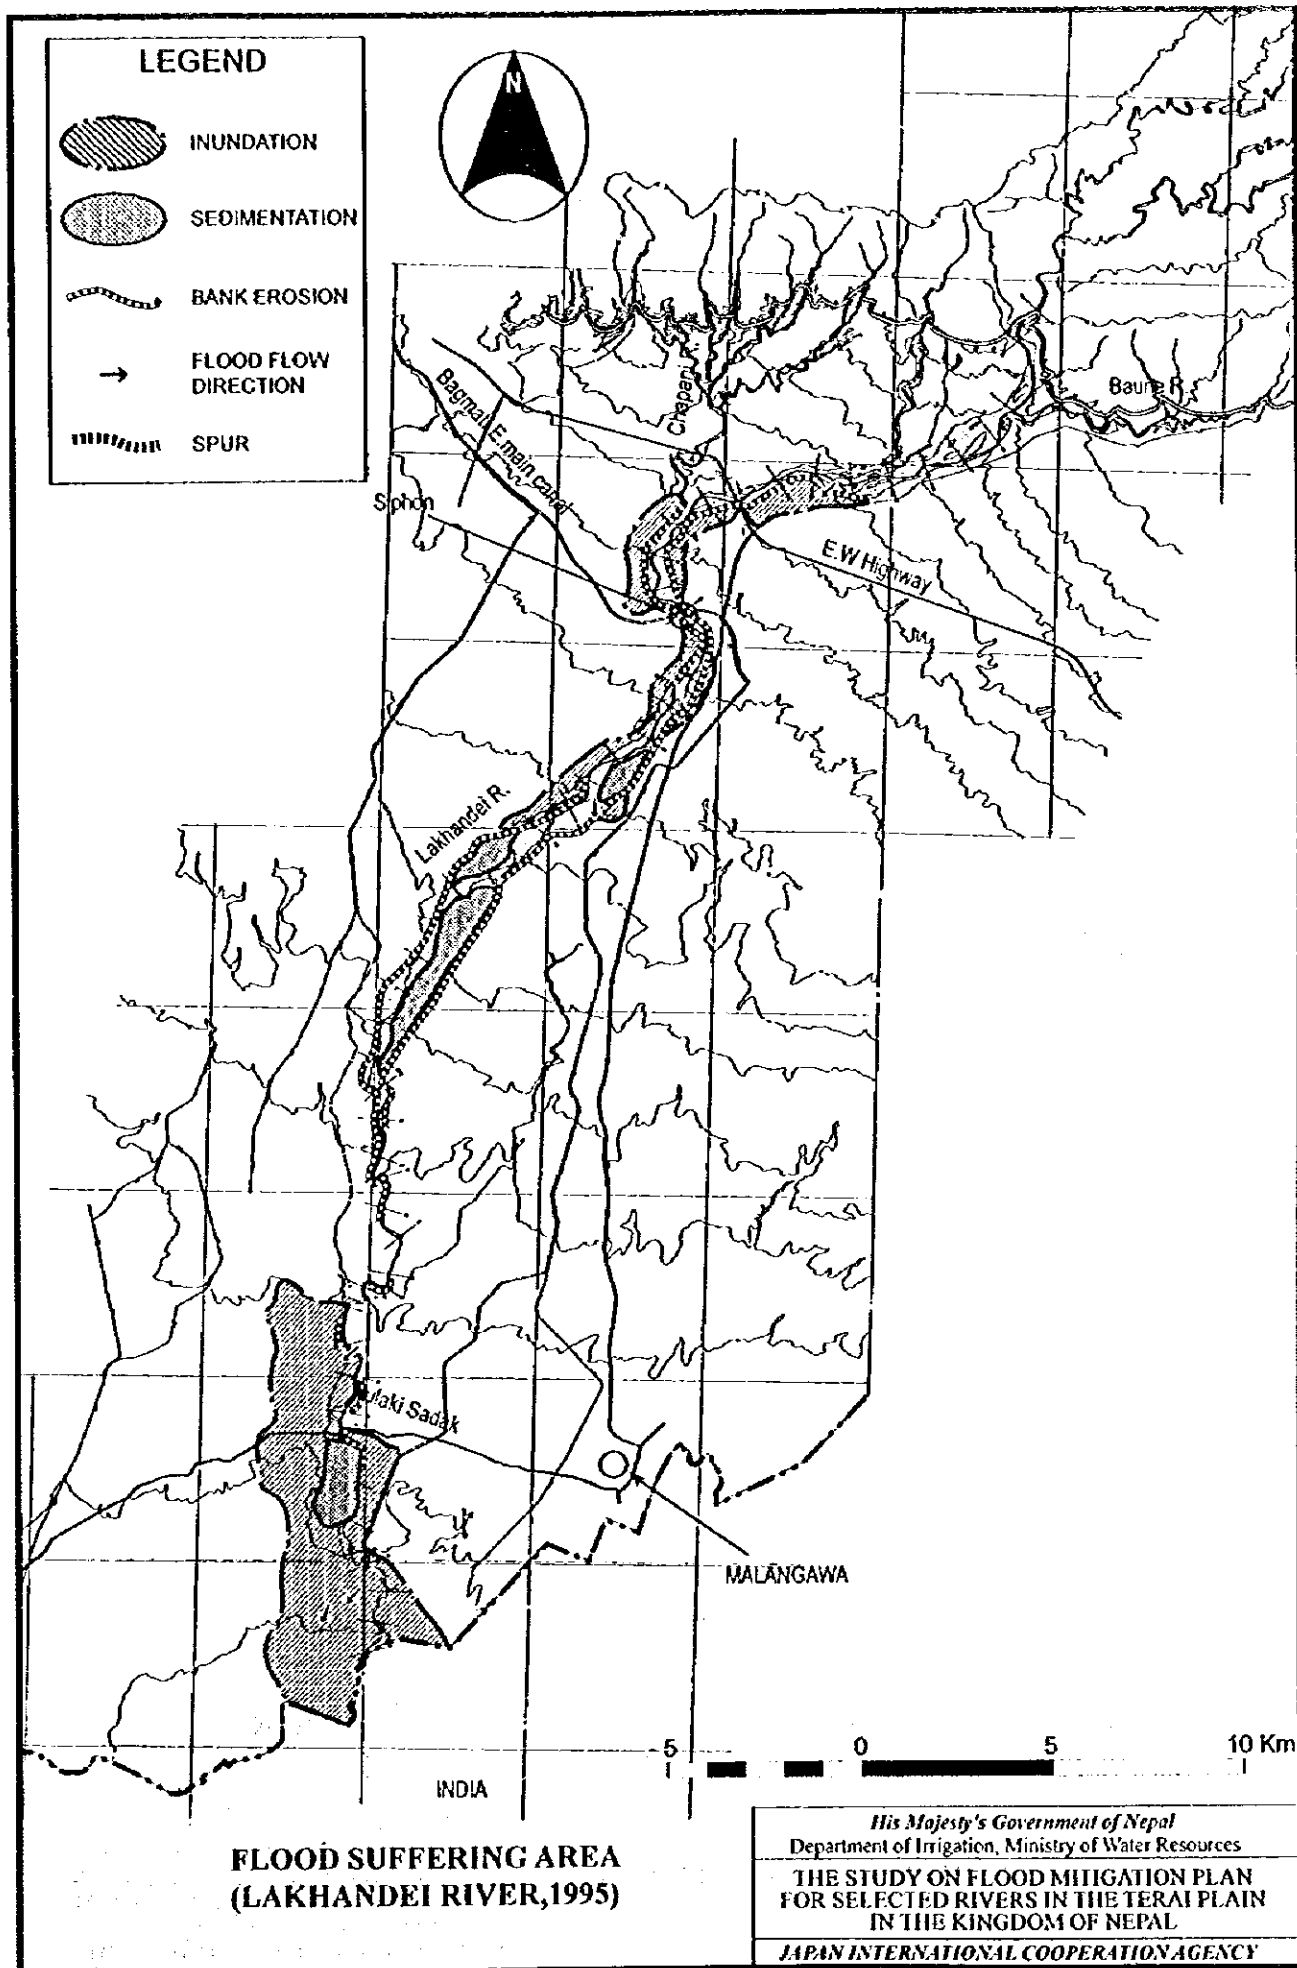 LEGEND
INUNDATION
SEDIMENTATION
BANK EROSION
FLOOD FLOW
DIRECTION
SPUR
N
Chapani
Baune R.
Bagmati E.main canal
Siphon
E.W Highway
Lakhandei R.
Sadak
MALANGAWA
INDIA
5 0 5 10 Km
FLOOD SUFFERING AREA
(LAKHANDEI RIVER,1995)
His Majesty's Government of Nepal
Department of Irrigation, Ministry of Water Resources
THE STUDY ON FLOOD MITIGATION PLAN
FOR SELECTED RIVERS IN THE TERAI PLAIN
IN THE KINGDOM OF NEPAL
JAPAN INTERNATIONAL COOPERATION AGENCY